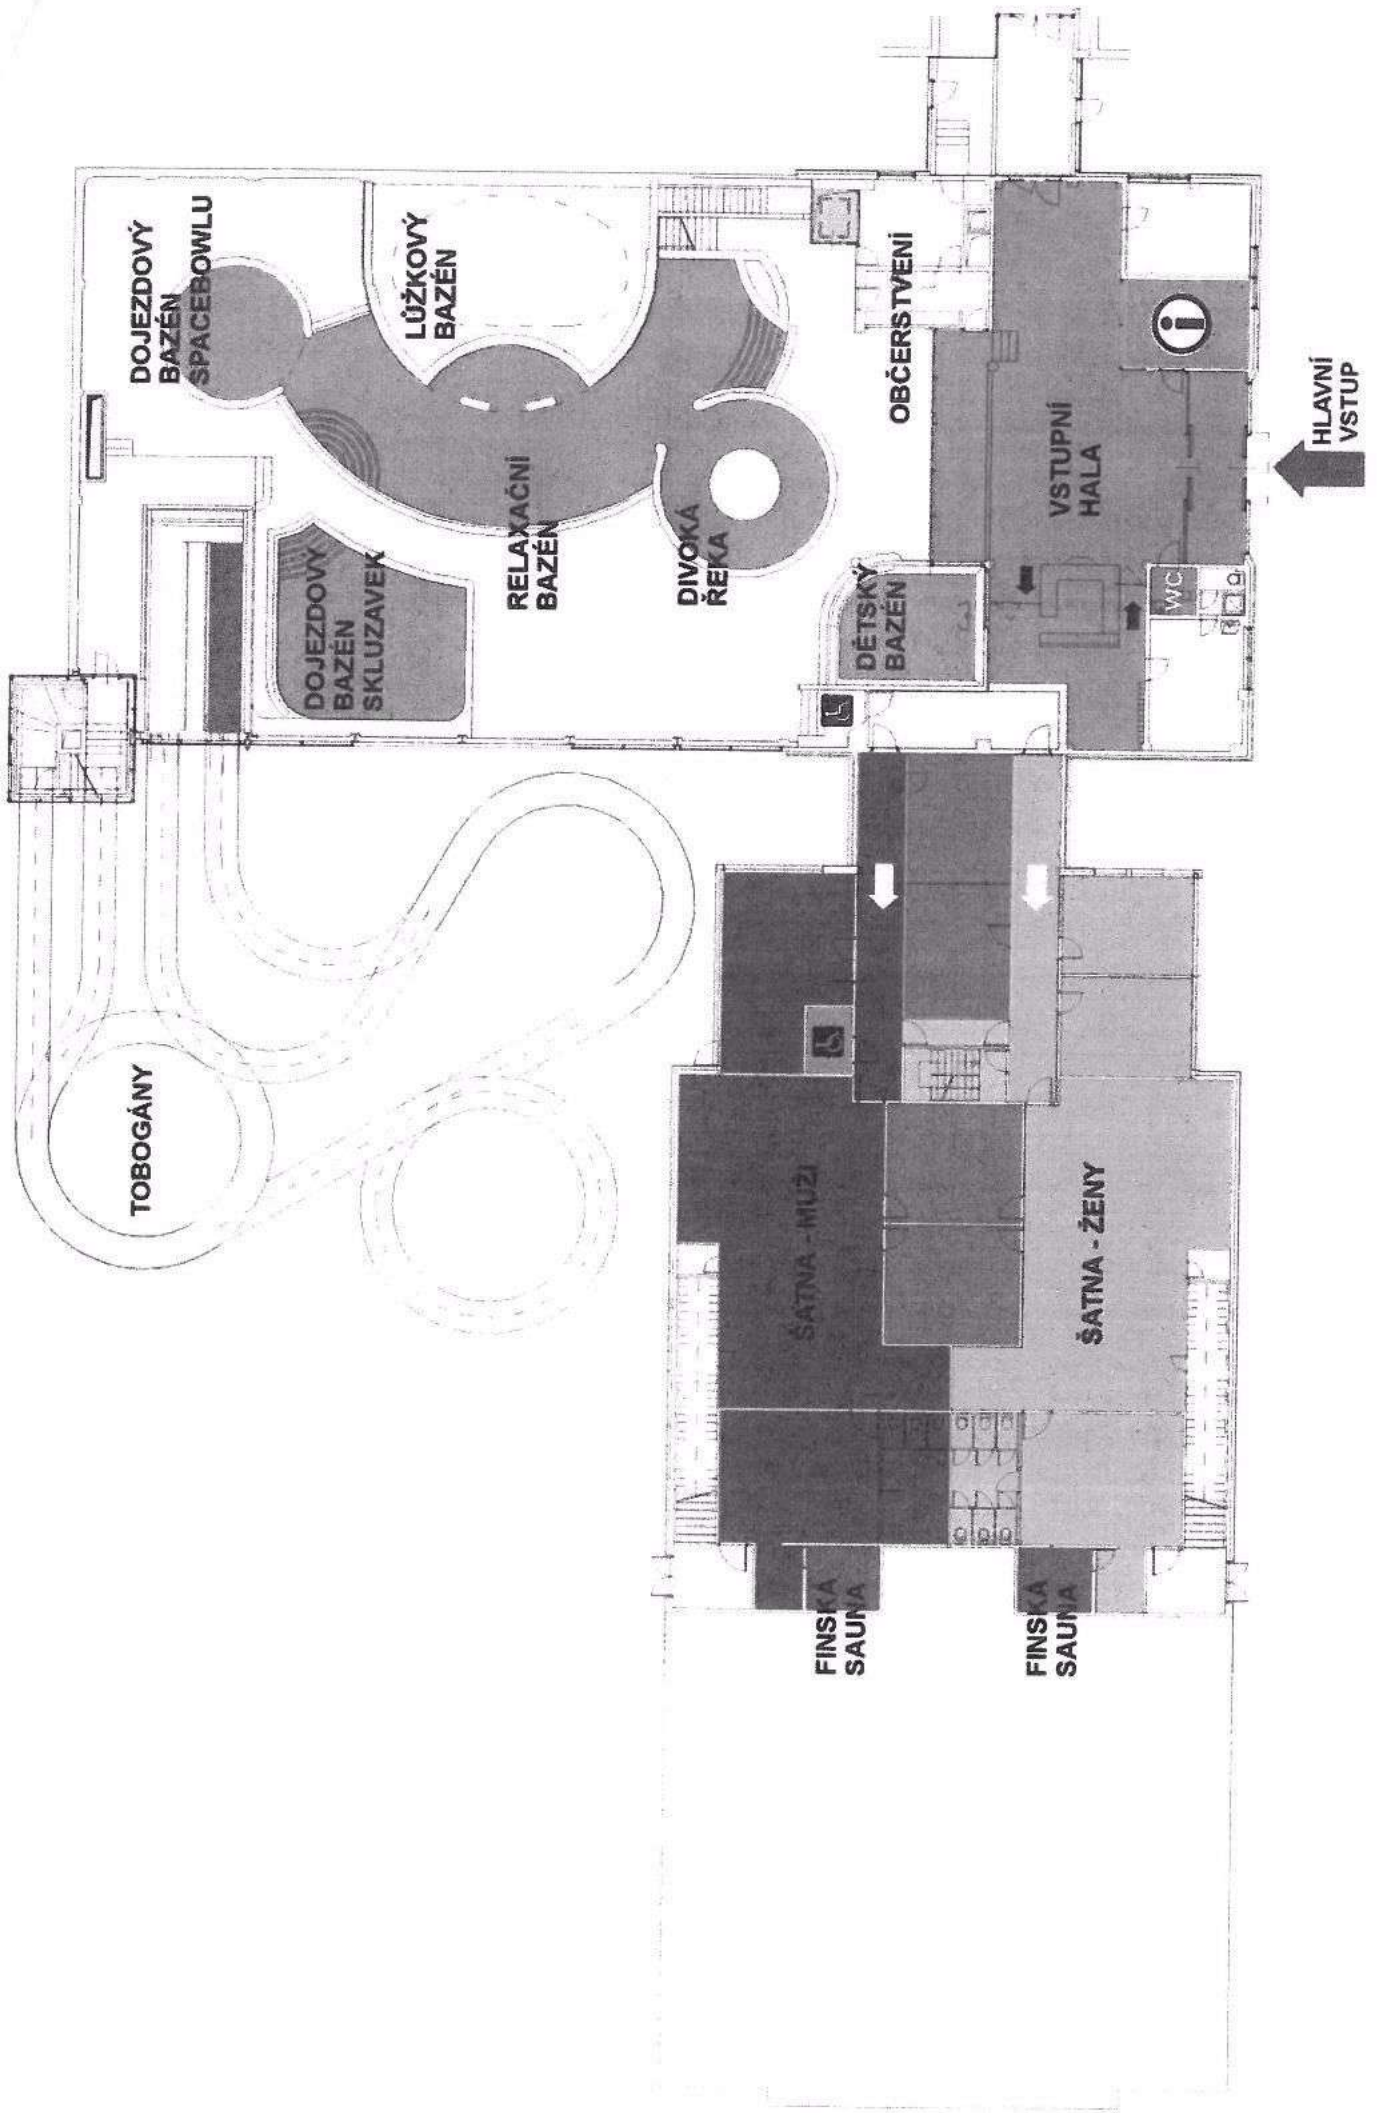 TOBOGÁNY
DOJEZDOVÝ
BAZÉN
SPACEBOWLU
DOJEZDOVÝ
BAZÉN
SKLUZAVEK
LŮŽKOVÝ
BAZÉN
RELAXAČNÍ
BAZÉN
DIVOKÁ
ŘEKA
DĚTSKÝ
BAZÉN
OBČERSTVENÍ
VSTUPNÍ
HALA
i
WC
HLAVNÍ
VSTUP
ŠATNA - MUŽI
ŠATNA - ŽENY
FINSKÁ
SAUNA
FINSKÁ
SAUNA